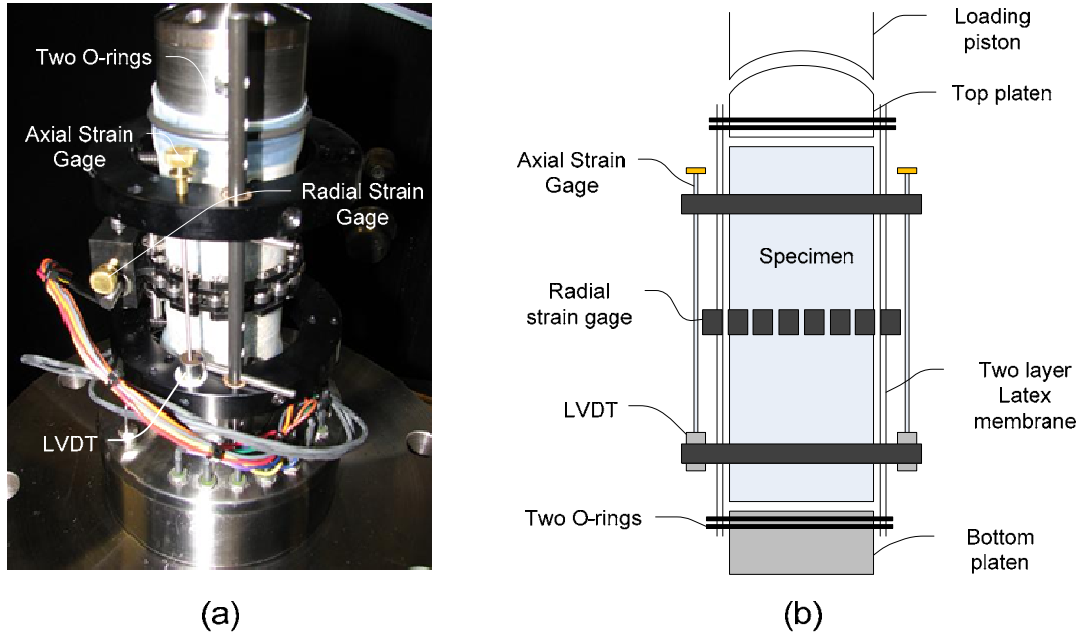 Two O-rings
Axial Strain
Gage
Radial Strain
Gage
LVDT
(a)
Loading
piston
Top platen
Axial Strain
Gage
Specimen
Radial
strain gage
Two layer
Latex
membrane
LVDT
Two O-rings
Bottom
platen
(b)